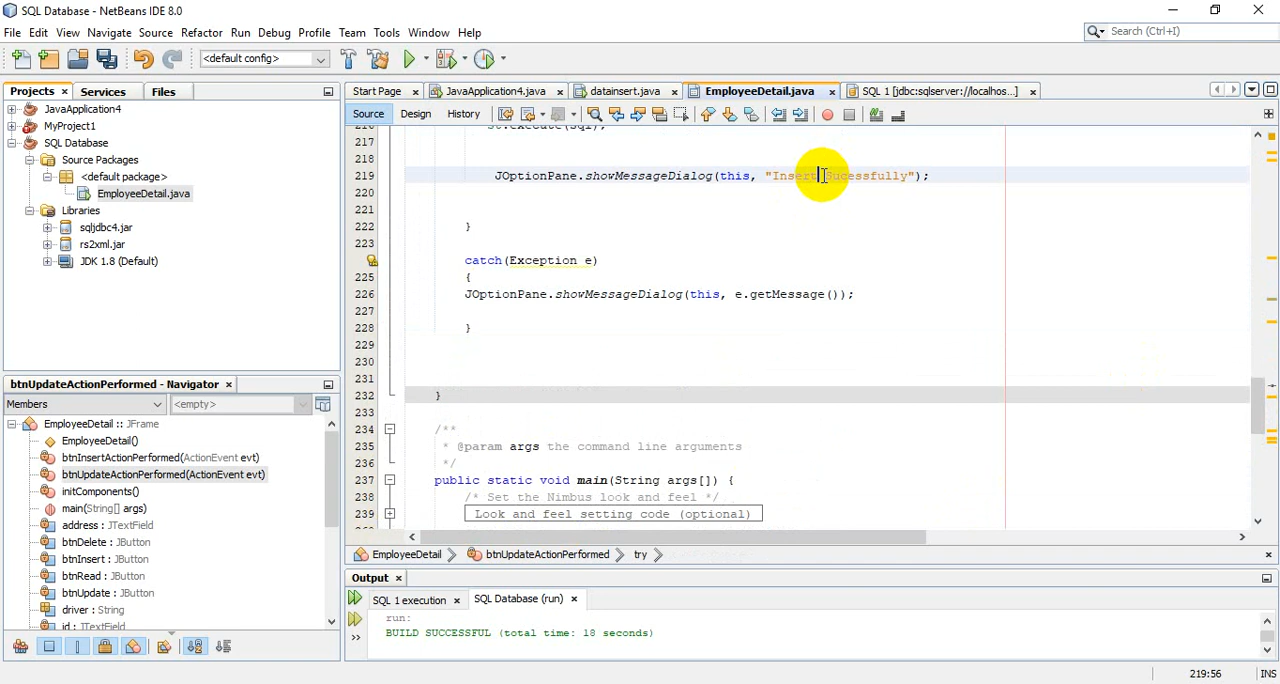 SQL Database - NetBeans IDE 8.0
File Edit View Navigate Source Refactor Run Debug Profile Team Tools Window Help
Search (Ctrl+I)
<default config>
Projects Services Files
JavaApplication4
MyProject1
SQL Database
Source Packages
<default package>
EmployeeDetail.java
Libraries
sqljdbc4.jar
rs2xml.jar
JDK 1.8 (Default)
btnUpdateActionPerformed - Navigator
Members <empty>
EmployeeDetail :: JFrame
EmployeeDetail()
btnInsertActionPerformed(ActionEvent evt)
btnUpdateActionPerformed(ActionEvent evt)
initComponents()
main(String[] args)
address : JTextField
btnDelete : JButton
btnInsert : JButton
btnRead : JButton
btnUpdate : JButton
driver : String
id : JTextField
Start Page JavaApplication4.java datainsert.java EmployeeDetail.java SQL 1 [jdbc:sqlserver://localhos...]
Source Design History
216 st.execute(sql);
217
218
219 JOptionPane.showMessageDialog(this, "Insert Sucessfully");
220
221
222 }
223
catch(Exception e)
225 {
226 JOptionPane.showMessageDialog(this, e.getMessage());
227
228 }
229
230
231
232 }
233
234 /**
235 * @param args the command line arguments
236 */
237 public static void main(String args[]) {
238 /* Set the Nimbus look and feel */
239 Look and feel setting code (optional)
EmployeeDetail btnUpdateActionPerformed try
Output
SQL 1 execution SQL Database (run)
run:
BUILD SUCCESSFUL (total time: 18 seconds)
219:56 INS